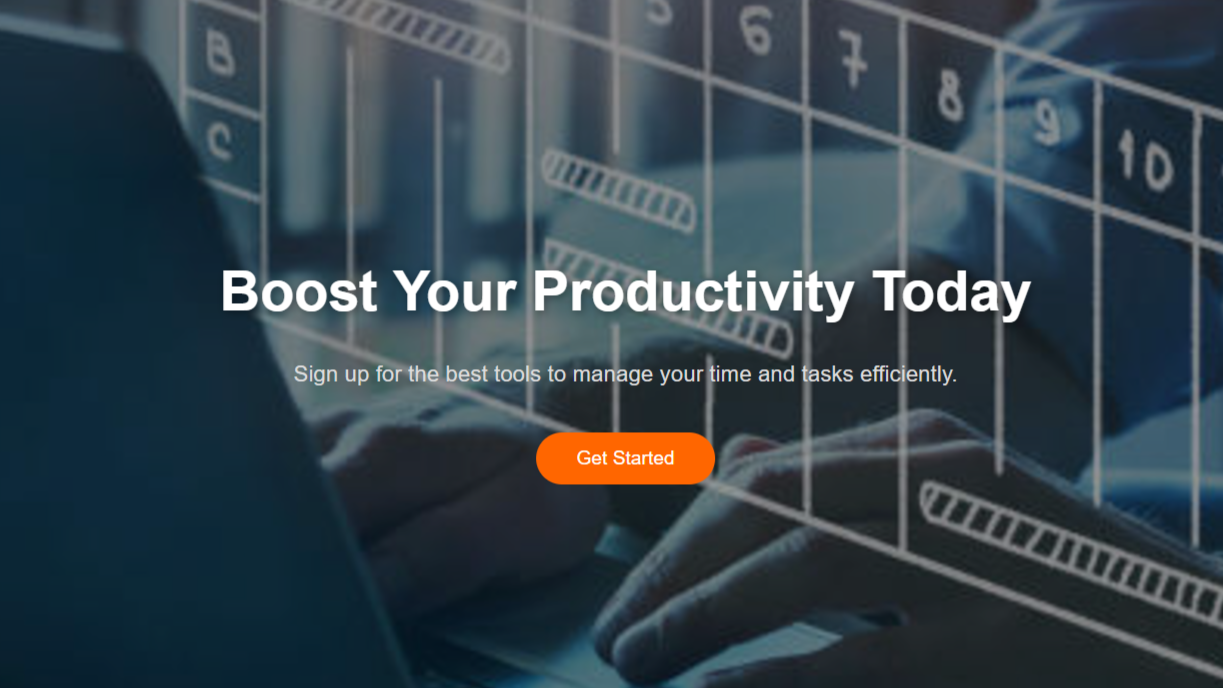 5 6 7 8 9 10
B
C
Boost Your Productivity Today
Sign up for the best tools to manage your time and tasks efficiently.
Get Started